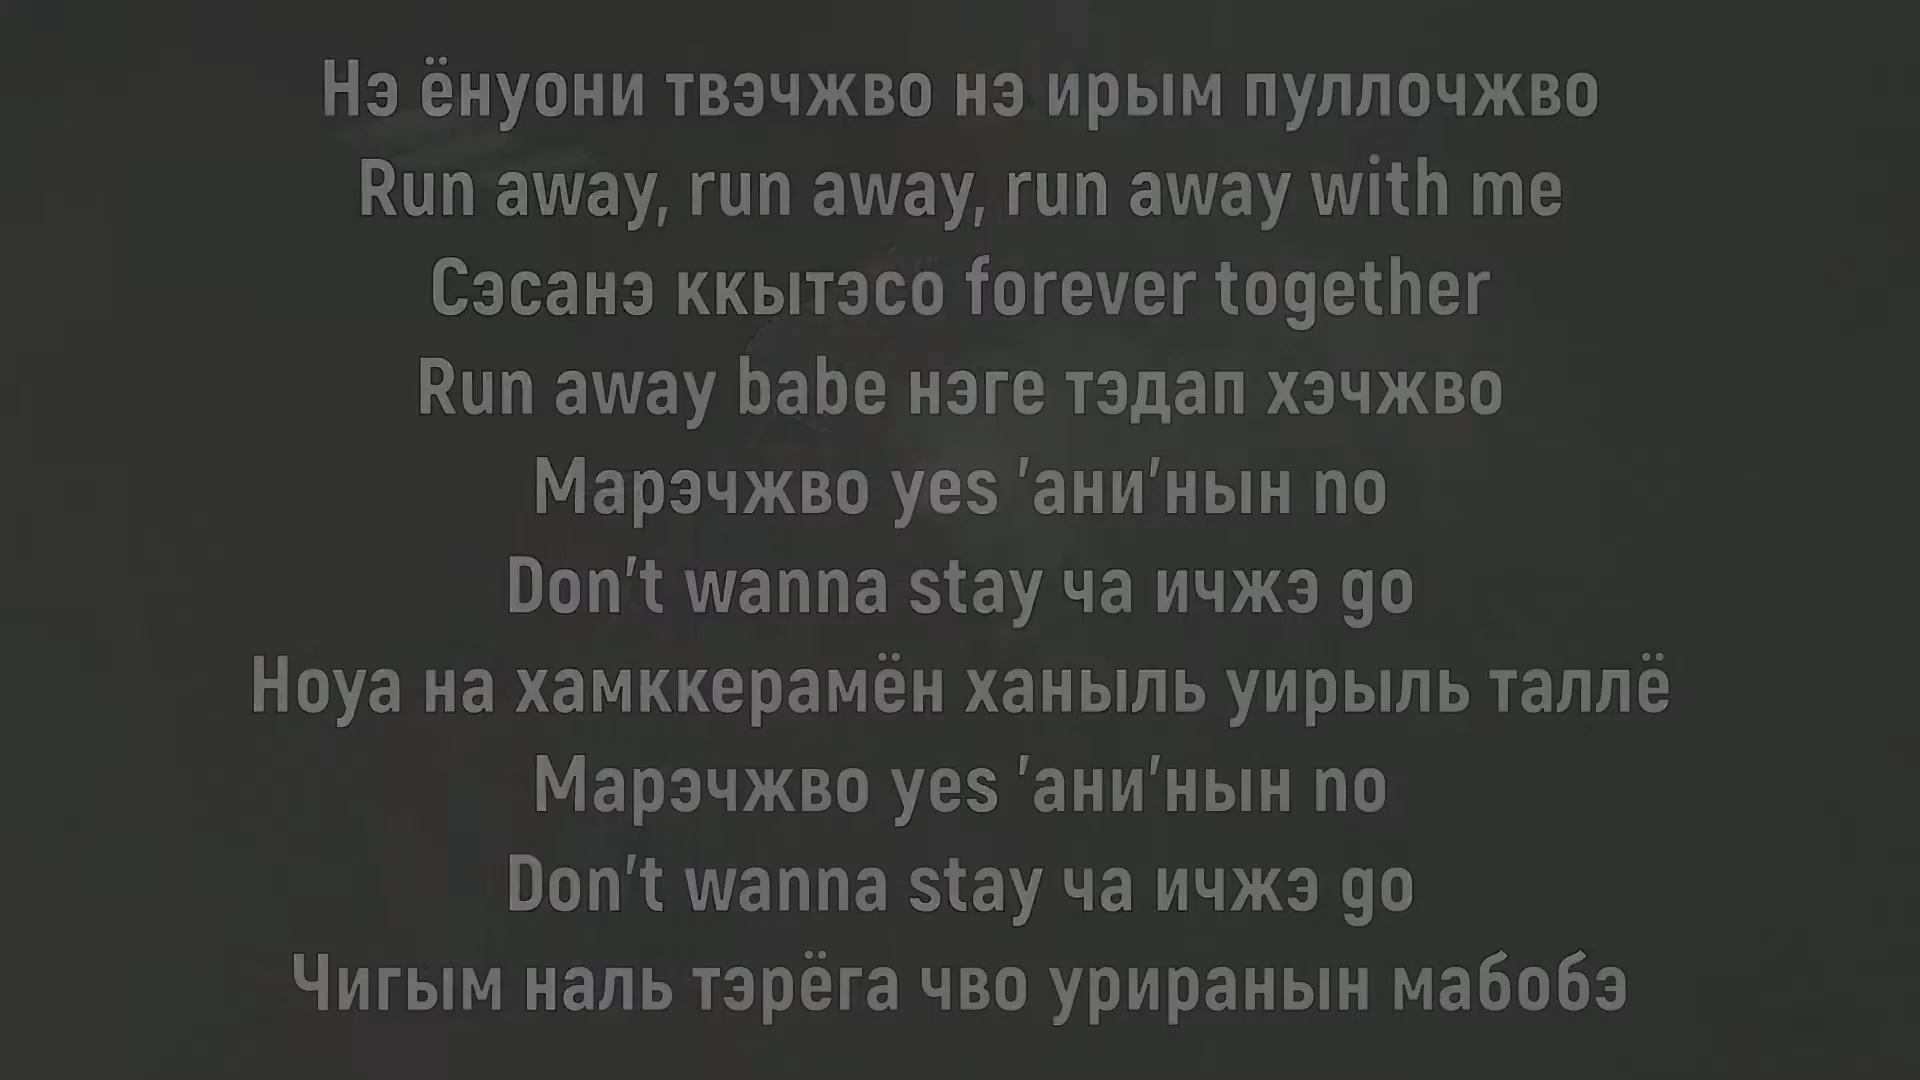 Нэ ёнуони твэчжво нэ ирым пуллочжво
Run away, run away, run away with me
Сэсанэ ккытэсо forever together
Run away babe нэге тэдап хэчжво
Марэчжво yes 'ани'нын no
Don't wanna stay ча ичжэ go
Ноуа на хамккерамён ханыль уирыль таллё
Марэчжво yes 'ани'нын no
Don't wanna stay ча ичжэ go
Чигым наль тэрёга чво уриранын мабобэ